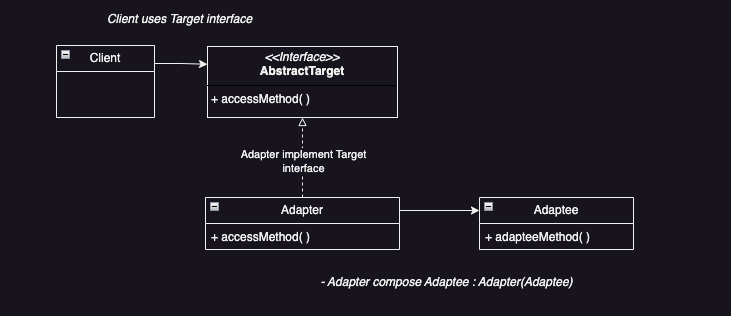 Client uses Target interface
Client
<<Interface>>
AbstractTarget
+ accessMethod( )
Adapter implement Target
interface
Adapter
+ accessMethod( )
Adaptee
+ adapteeMethod( )
- Adapter compose Adaptee : Adapter(Adaptee)